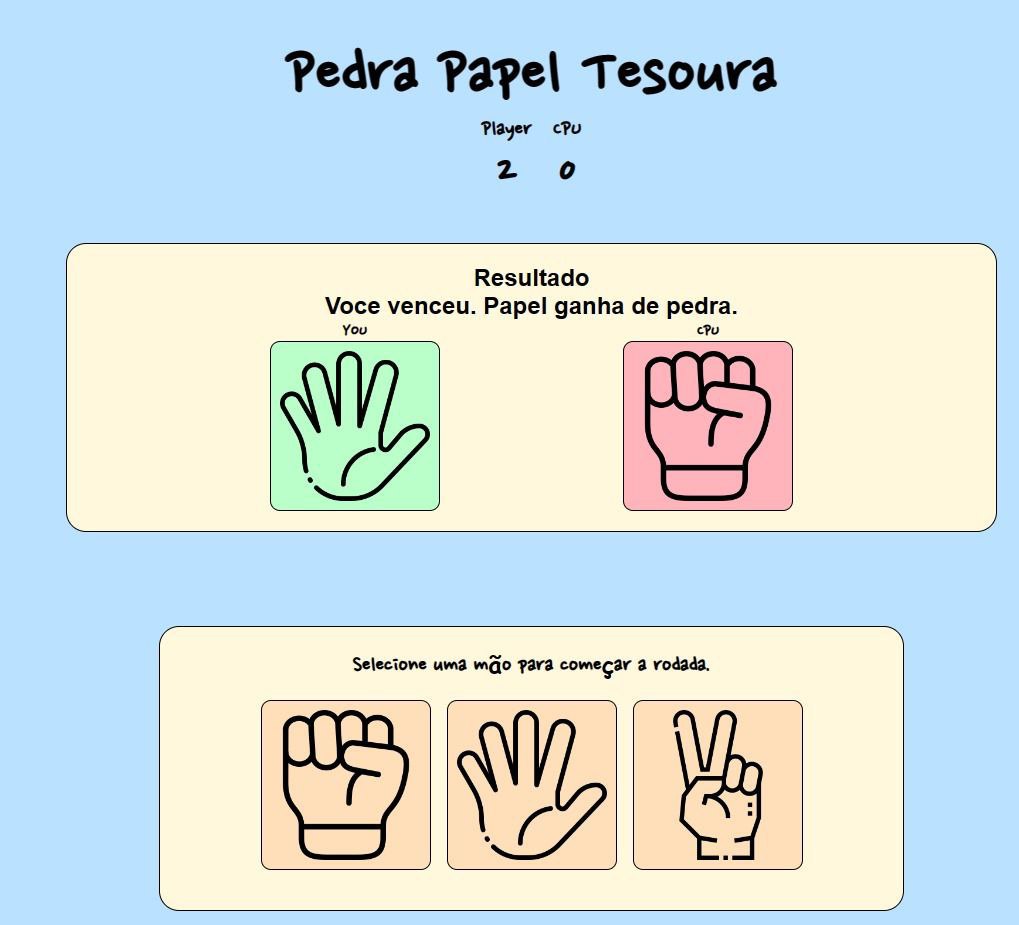 Pedra Papel Tesoura
Player CPU
2 0
Resultado
Voce venceu. Papel ganha de pedra.
You CPU
Selecione uma mão para começar a rodada.